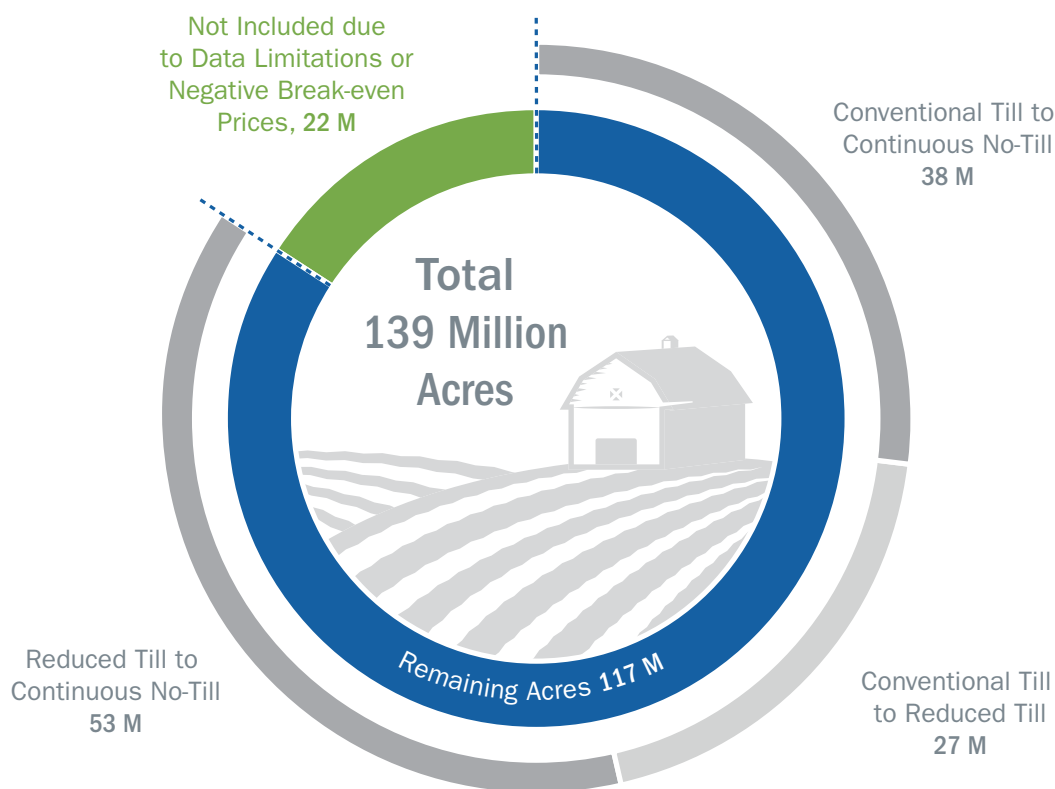 Not Included due
to Data Limitations or
Negative Break-even
Prices, 22 M
Conventional Till to
Continuous No-Till
38 M
Total
139 Million
Acres
Remaining Acres 117 M
Reduced Till to
Continuous No-Till
53 M
Conventional Till
to Reduced Till
27 M